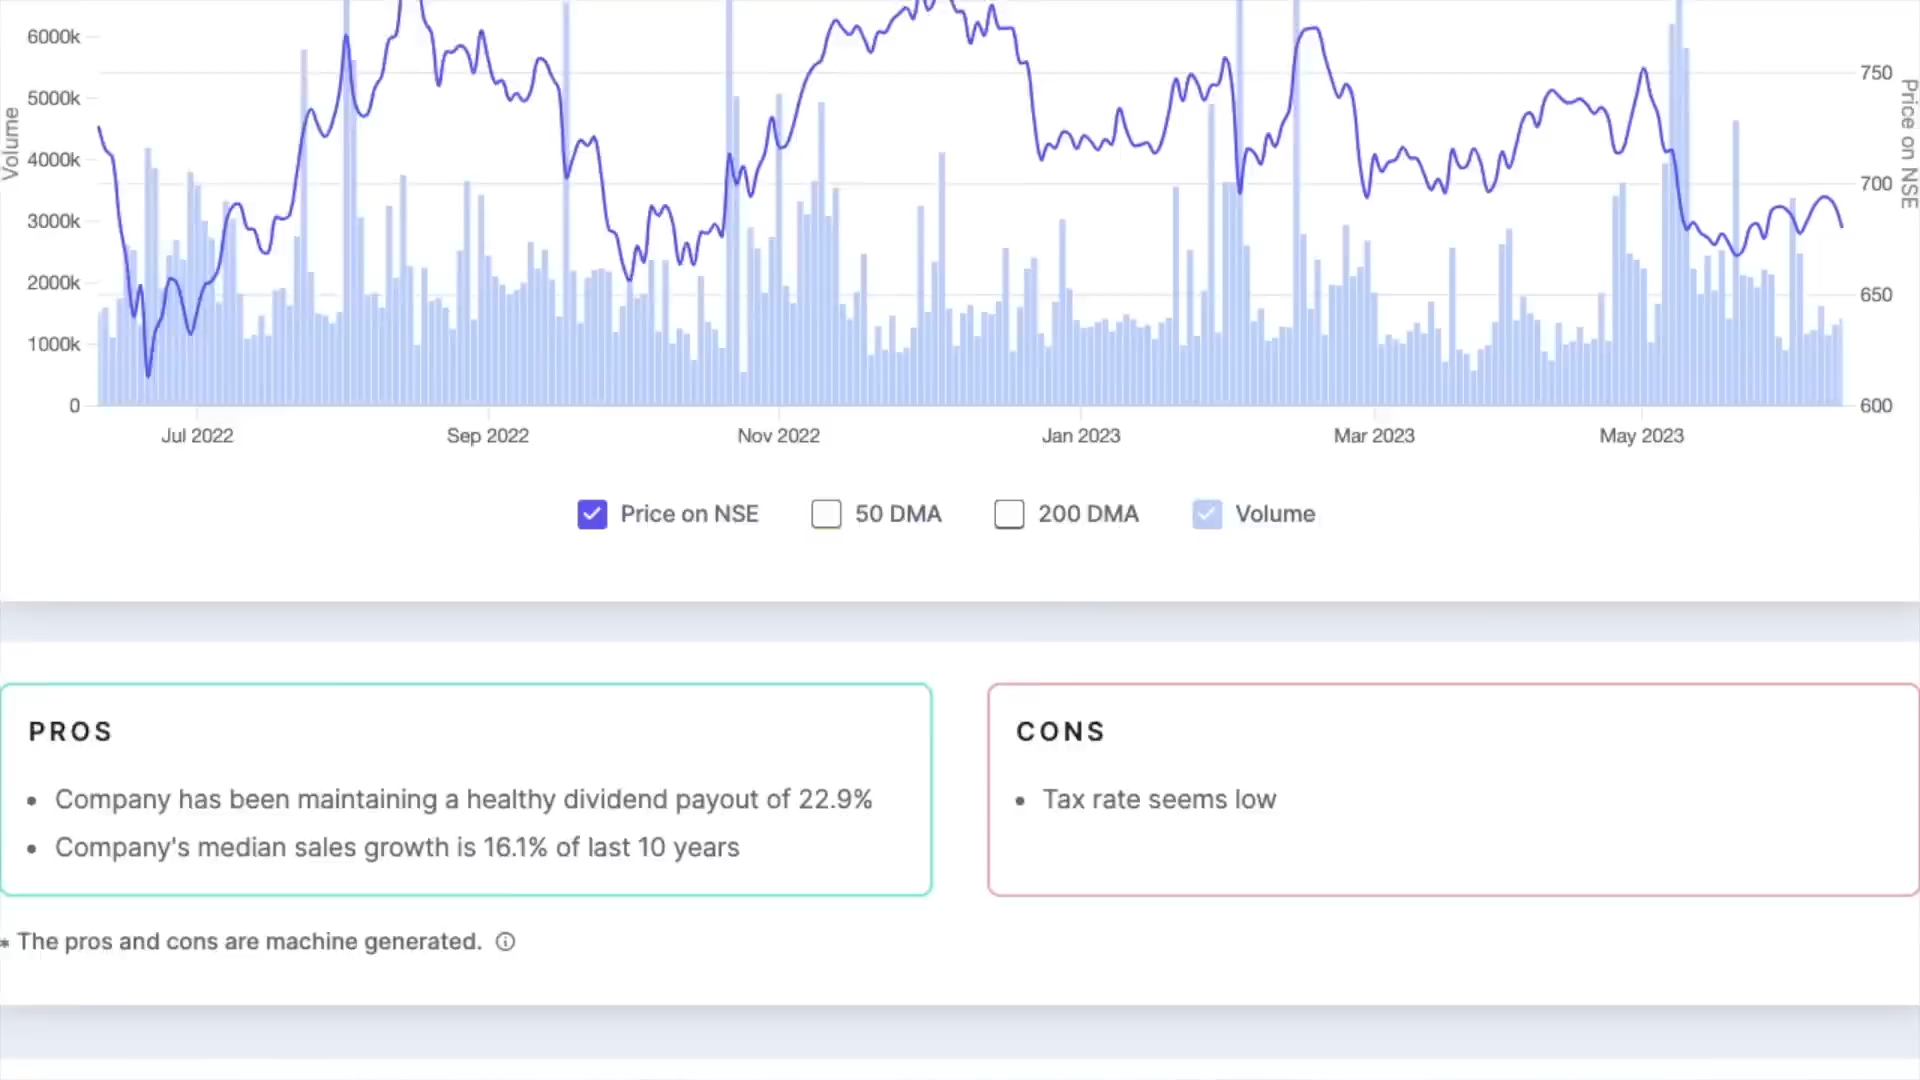 6000k
5000k
4000k
3000k
2000k
1000k
0
Volume
750
700
650
600
Price on NSE
Jul 2022 Sep 2022 Nov 2022 Jan 2023 Mar 2023 May 2023
Price on NSE 50 DMA 200 DMA Volume
PROS
• Company has been maintaining a healthy dividend payout of 22.9%
• Company's median sales growth is 16.1% of last 10 years
CONS
• Tax rate seems low
* The pros and cons are machine generated.